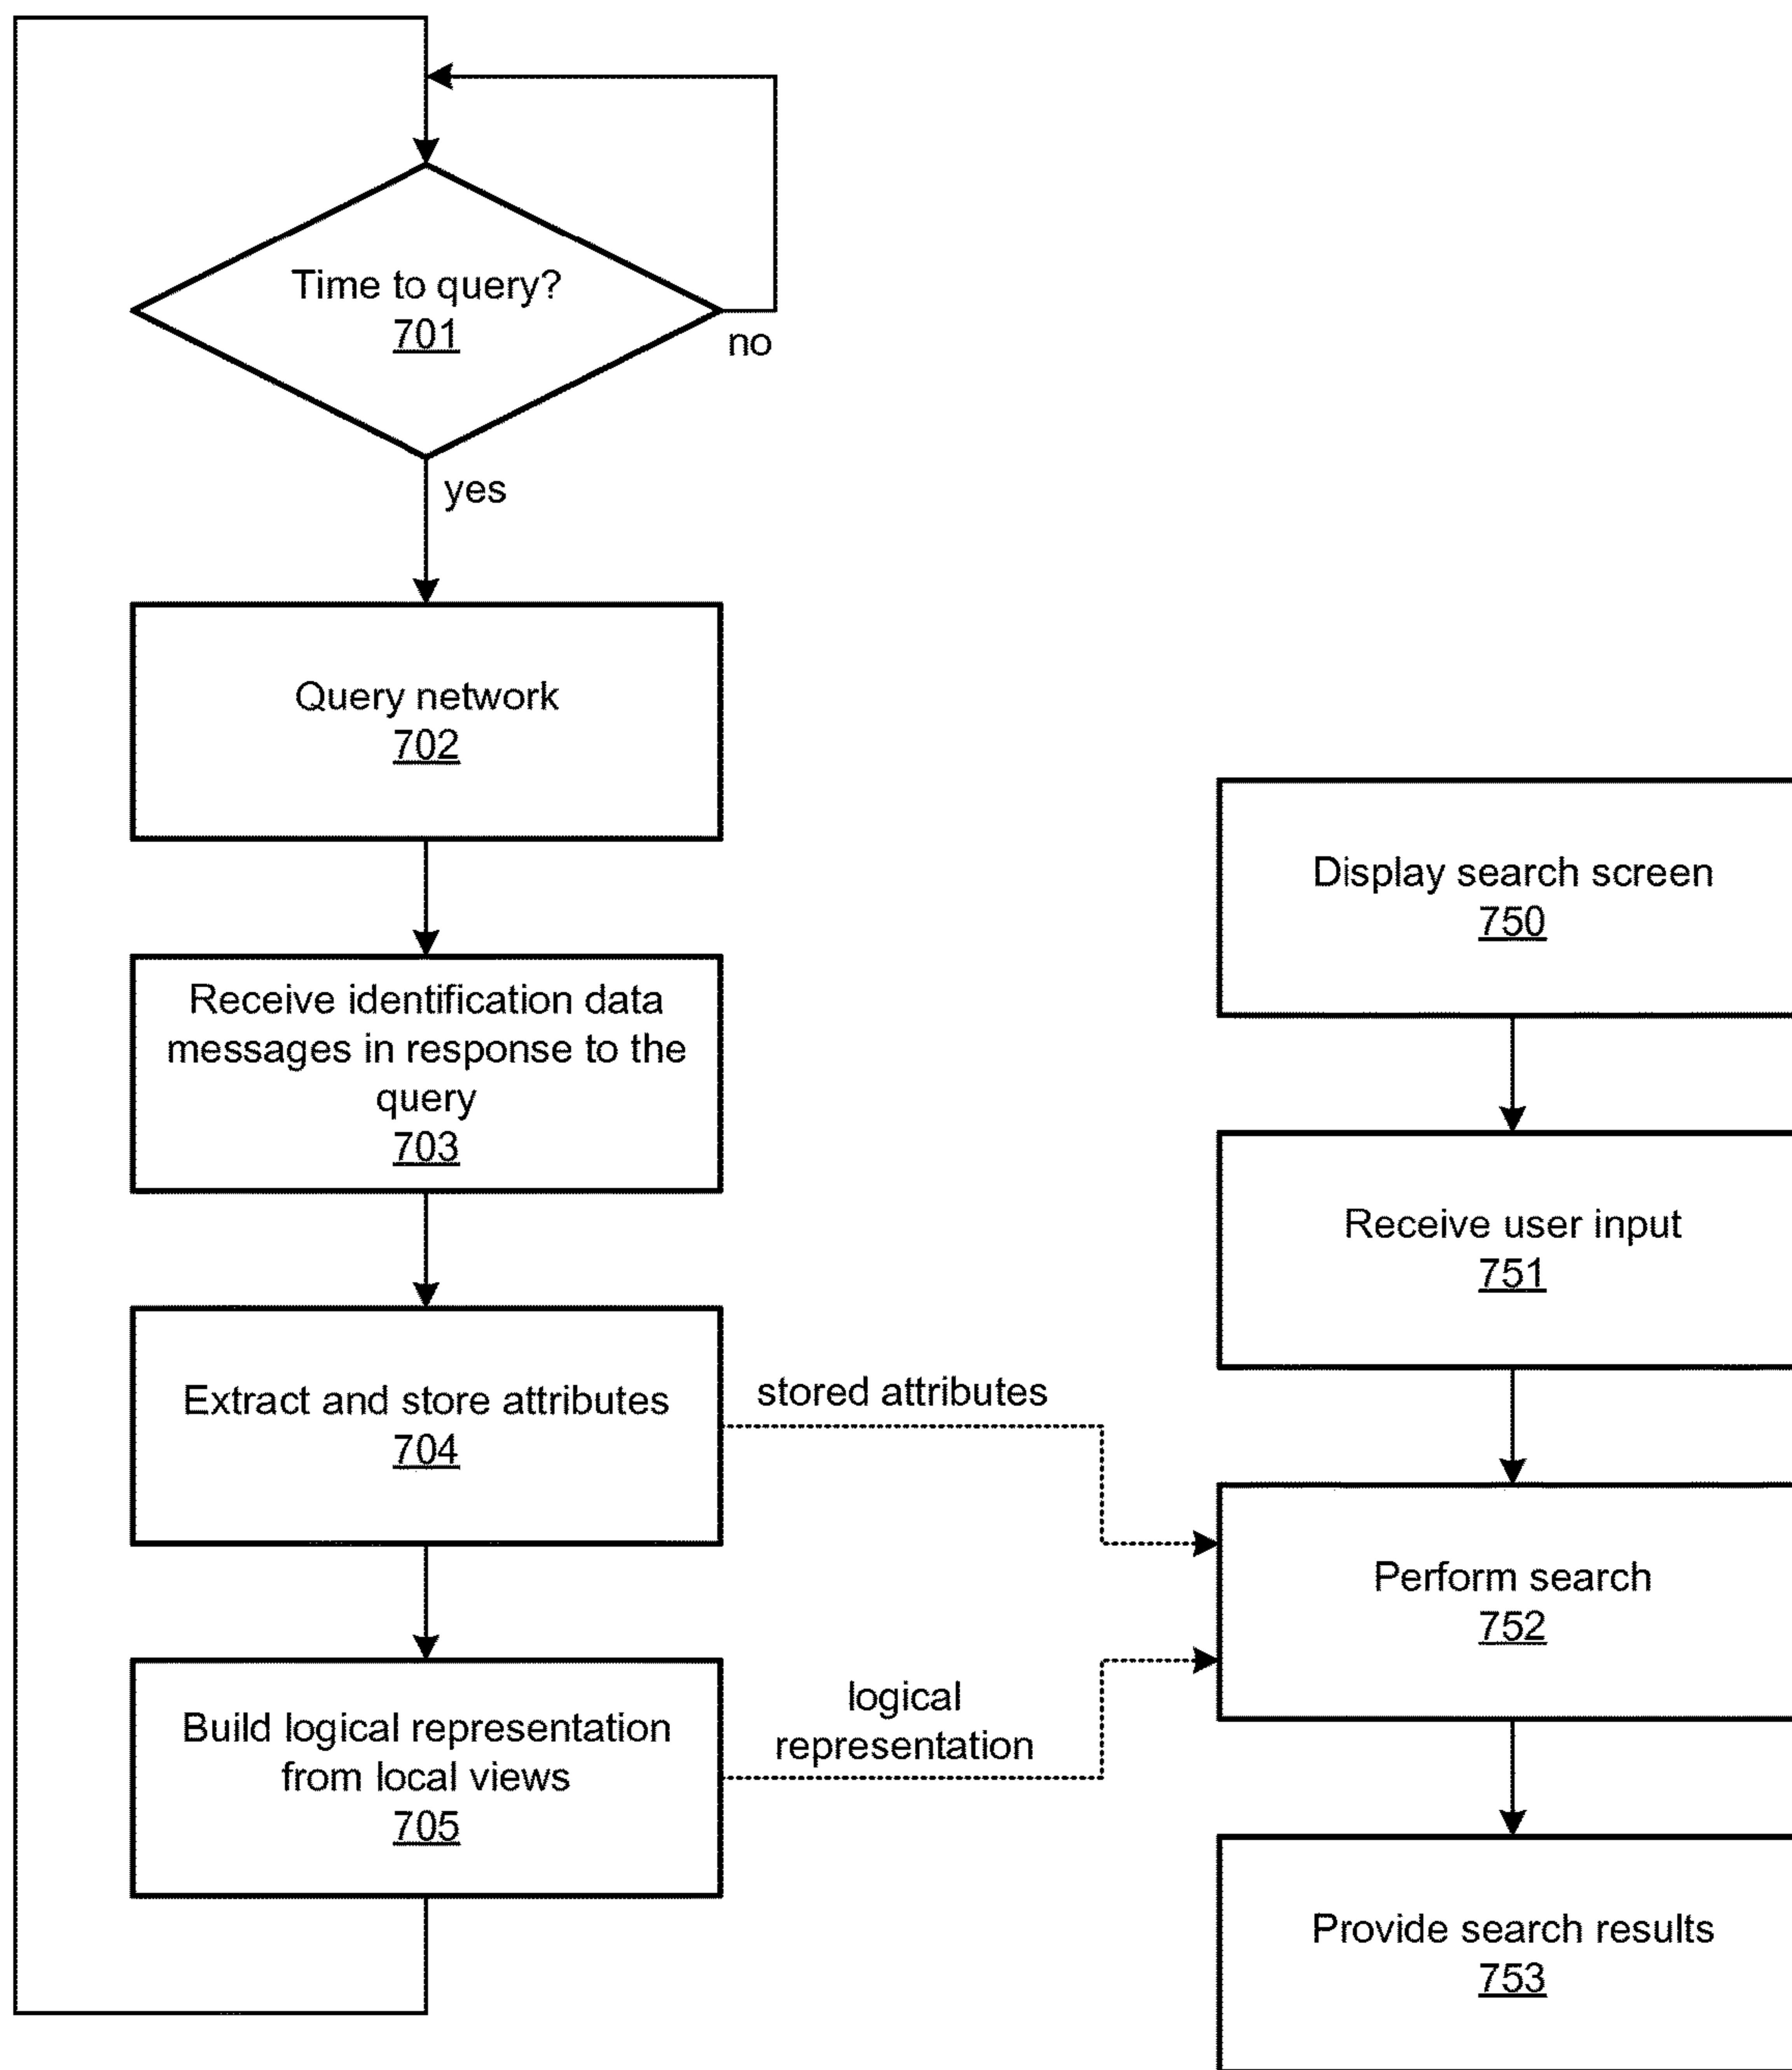 Time to query?
701
no
yes
Query network
702
Receive identification data
messages in response to the
query
703
Extract and store attributes
704
stored attributes
Build logical representation
from local views
705
logical
representation
Display search screen
750
Receive user input
751
Perform search
752
Provide search results
753